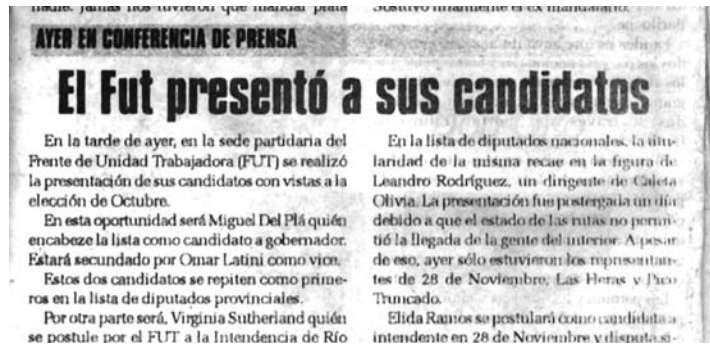 AYER EN CONFERENCIA DE PRENSA
El Fut presentó a sus candidatos
En la tarde de ayer, en la sede partidaria del
Frente de Unidad Trabajadora (FUT) se realizó
la presentación de sus candidatos con vistas a la
elección de Octubre.
En esta oportunidad será Miguel Del Plá quién
encabeze la lista como candidato a gobernador.
Estará secundado por Omar Latini como vice.
Estos dos candidatos se repiten como prime-
ros en la lista de diputados provinciales.
Por otra parte será, Virginia Sutherland quién
se postule por el FUT a la Intendencia de Río
En la lista de diputados nacionales, la titu-
laridad de la misma recae en la figura de
Leandro Rodríguez, un dirigente de Caleta
Olivia. La presentación fue postergada un día
debido a que el estado de las rutas no permi-
tió la llegada de la gente del interior. A pesar
de eso, ayer sólo estuvieron los representan-
tes de 28 de Noviembre, Las Heras y Pico
Truncado.
Elida Ramos se postulará como candidata a
intendente en 28 de Noviembre y disputa si-